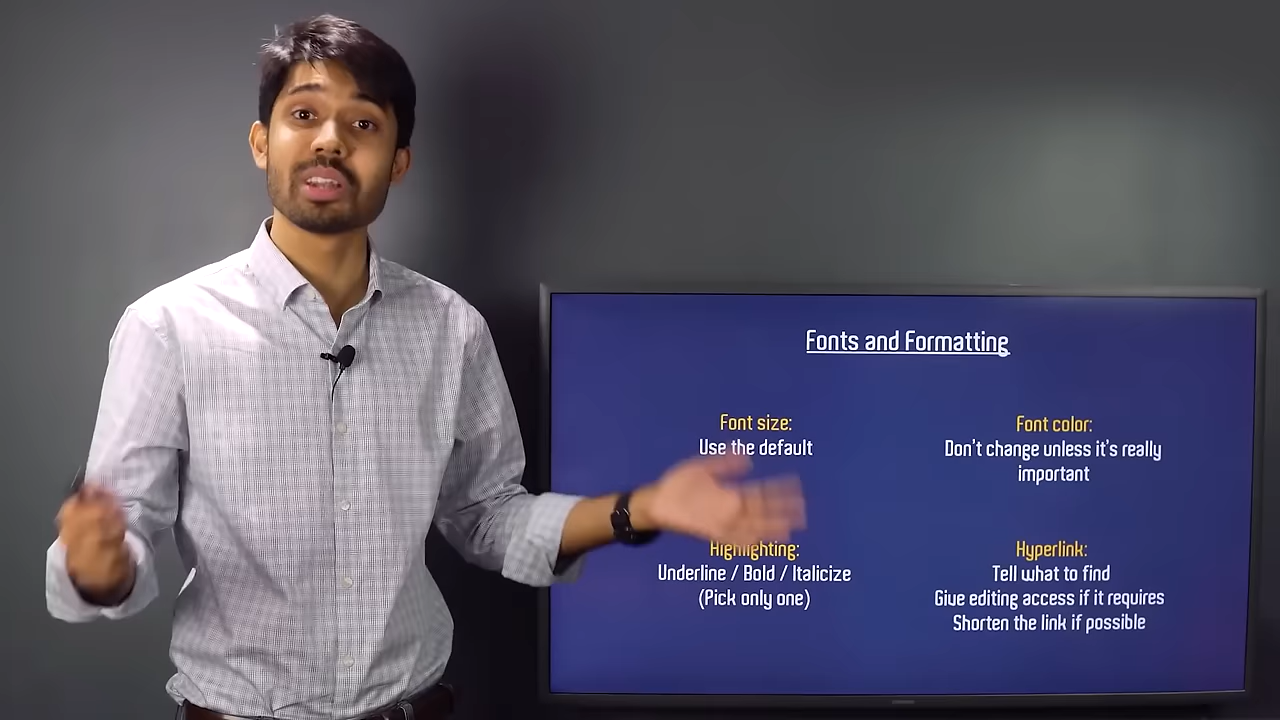 Fonts and Formatting
Font size:
Use the default
Font color:
Don't change unless it's really
important
Highlighting:
Underline / Bold / Italicize
(Pick only one)
Hyperlink:
Tell what to find
Give editing access if it requires
Shorten the link if possible